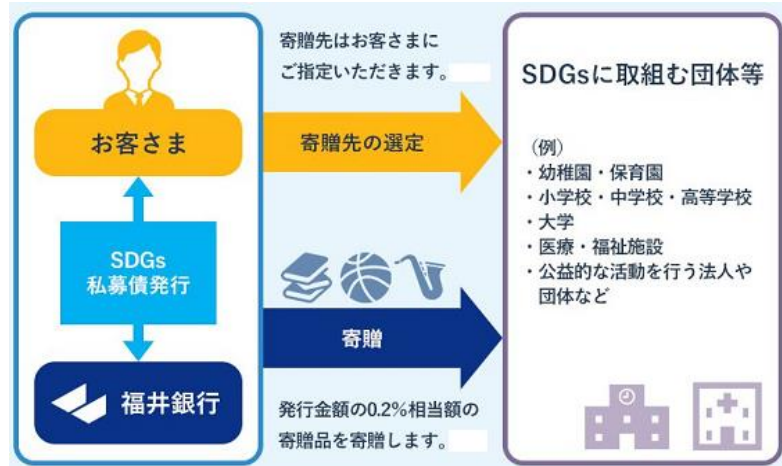 お客さま
SDGs
私募債発行
福井銀行
寄贈先はお客さまに
ご指定いただきます。
寄贈先の選定
寄贈
発行金額の0.2%相当額の
寄贈品を寄贈します。
SDGsに取組む団体等
（例）
・幼稚園・保育園
・小学校・中学校・高等学校
・大学
・医療・福祉施設
・公益的な活動を行う法人や
団体など